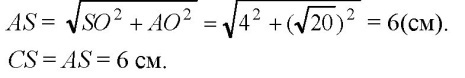 AS = √(SO² + AO²) = √(4² + (√20)²) = 6(см).
CS = AS = 6 см.